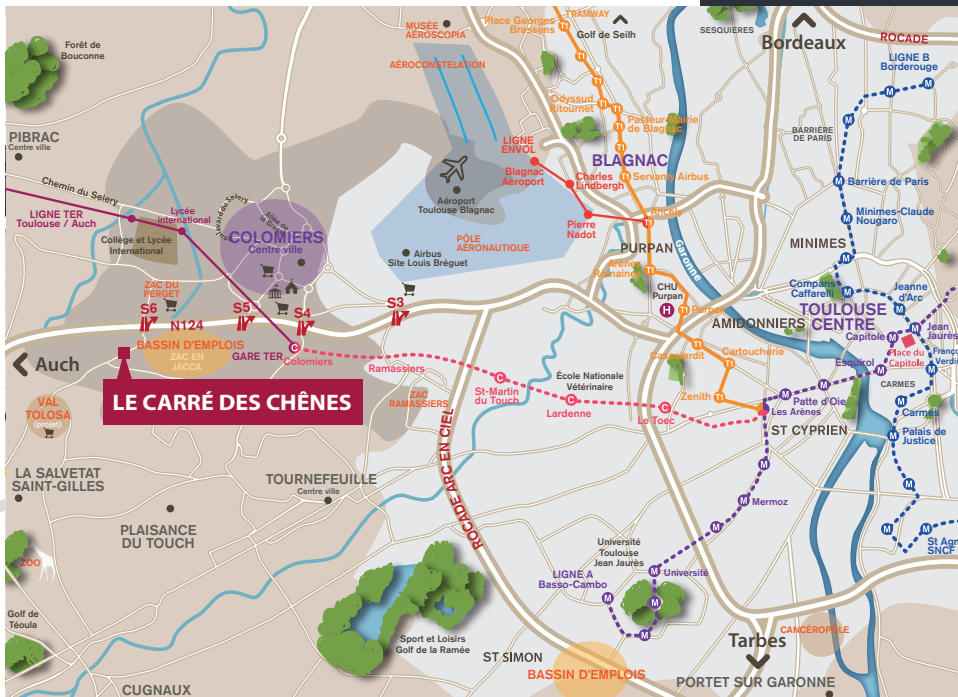 Forêt de
Bouconne
MUSÉE
AÉROSCOPIA
TRAMWAY
Place Georges
Brassens
Golf de Seilh
SESQUIÈRES
Bordeaux
ROCADE
AÉROCONSTELATION
LIGNE B
Borderouge
Odyssud
Ritournet
Pasteur-Mairie
de Blagnac
BARRIÈRE
DE PARIS
PIBRAC
Centre ville
LIGNE
ENVOL
Blagnac
Aéroport
BLAGNAC
Servanty Airbus
Charles
Lindbergh
Barrière de Paris
Chemin du Selery
Aéroport
Toulouse Blagnac
LIGNE TER
Toulouse / Auch
Lycée
International
Collège et Lycée
International
COLOMIERS
Centre ville
PÔLE
AÉRONAUTIQUE
Pierre
Nadot
Ancely
Minimes-Claude
Nougaro
Airbus
Site Louis Bréguet
PURPAN
Garonne
MINIMES
Arènes
Romaines
ZAC DU
PERGET
CHU
Purpan
H
Purpan
Compans
Caffarelli
Jeanne
d'Arc
S6
S5
S4
S3
N124
TOULOUSE
CENTRE
AMIDONNIERS
Capitole
Jean
Jaurès
BASSIN D'EMPLOIS
ZAC EN
JACCA
GARE TER
Colomiers
Casselardit
Cartoucherie
Esquirol
Place du
Capitole
Auch
Ramassiers
St-Martin
du Touch
École Nationale
Vétérinaire
CARMES
LE CARRÉ DES CHÊNES
ZAC
RAMASSIERS
Lardenne
Le Toec
Zenith
Patte d'Oie
Les Arènes
ST CYPRIEN
Carmes
Palais de
Justice
VAL
TOLOSA
(projet)
ROCADE ARC EN CIEL
LA SALVETAT
SAINT-GILLES
TOURNEFEUILLE
Centre ville
PLAISANCE
DU TOUCH
Mermoz
Université
Toulouse
Jean Jaurès
St Agn
SNCF
ZOO
LIGNE A
Basso-Cambo
Université
Golf de
Téoula
Sport et Loisirs
Golf de la Ramée
ST SIMON
BASSIN D'EMPLOIS
Tarbes
CANCÉROPÔLE
PORTET SUR GARONNE
CUGNAUX